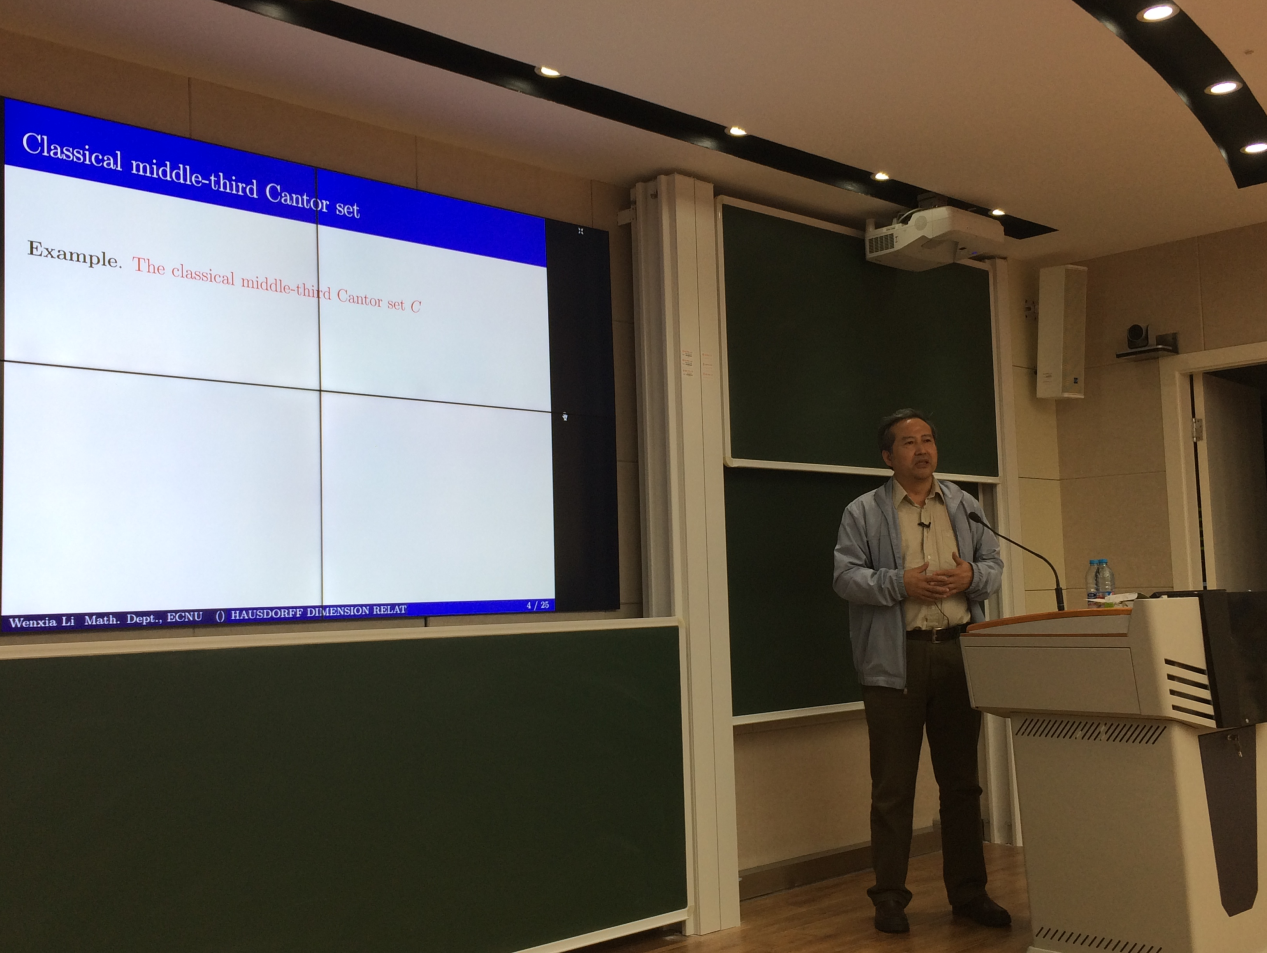 Classical middle-third Cantor set
Example. The classical middle-third Cantor set C
Wenxia Li Math. Dept., ECNU () HAUSDORFF DIMENSION RELAT 4 / 25